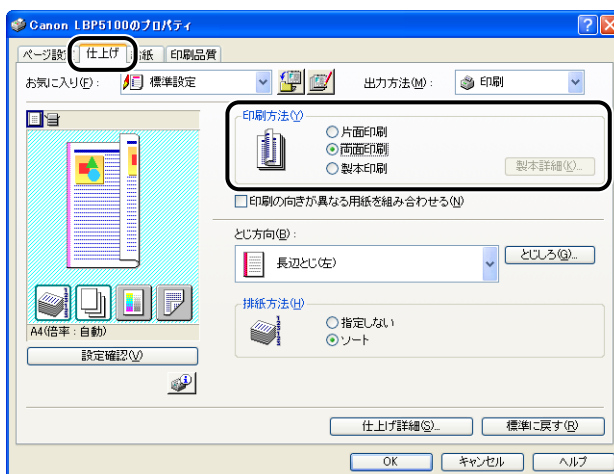 Canon LBP5100のプロパティ
ページ設定 仕上げ 給紙 印刷品質
お気に入り(F): 標準設定 出力方法(M): 印刷
印刷方法(Y)
片面印刷
両面印刷
製本印刷 製本詳細(K)...
印刷の向きが異なる用紙を組み合わせる(N)
とじ方向(B):
長辺とじ(左) とじしろ(G)...
排紙方法(H)
指定しない
ソート
A4(倍率:自動)
設定確認(V)
仕上げ詳細(S)... 標準に戻す(R)
OK キャンセル ヘルプ